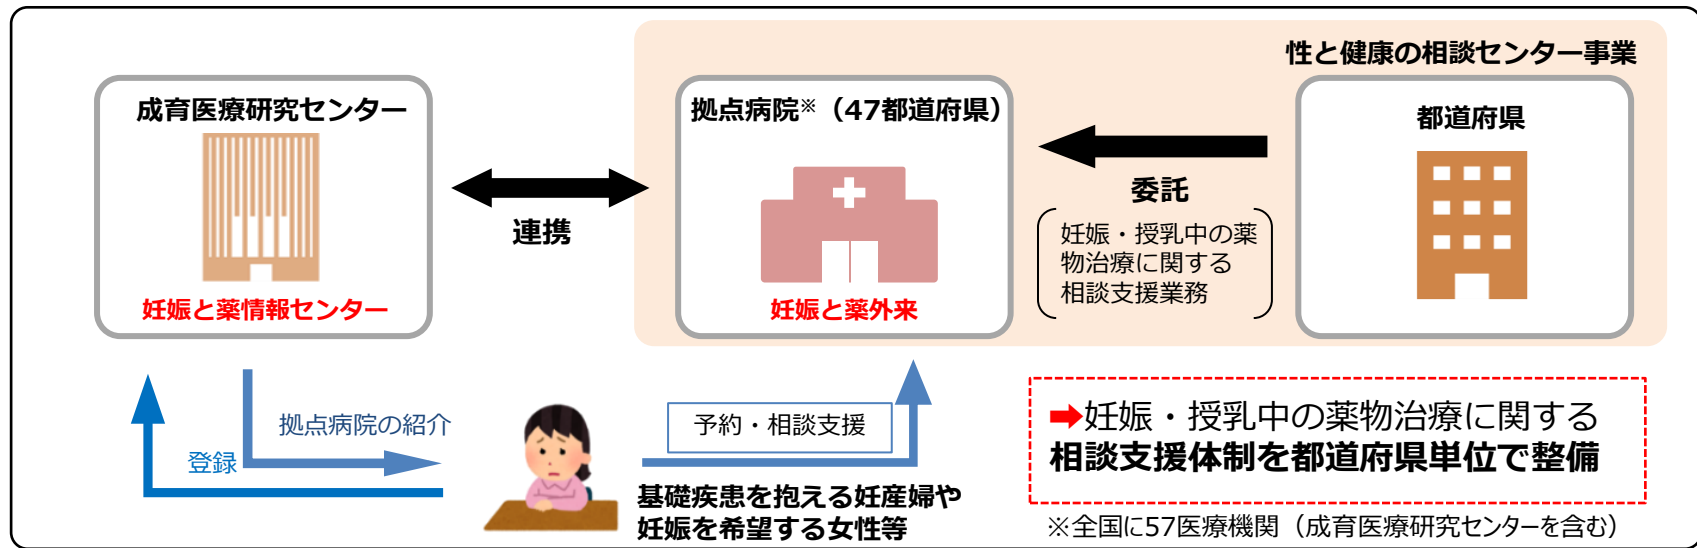 性と健康の相談センター事業
成育医療研究センター
妊娠と薬情報センター
連携
拠点病院※（47都道府県）
妊娠と薬外来
委託
妊娠・授乳中の薬
物治療に関する
相談支援業務
都道府県
拠点病院の紹介
登録
予約・相談支援
基礎疾患を抱える妊産婦や
妊娠を希望する女性等
➡妊娠・授乳中の薬物治療に関する
相談支援体制を都道府県単位で整備
※全国に57医療機関（成育医療研究センターを含む）